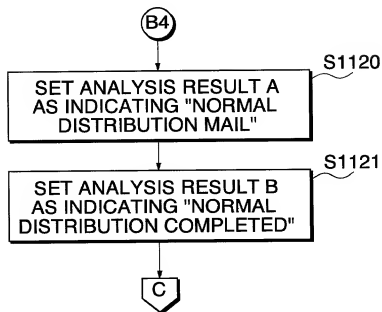 B4
S1120
SET ANALYSIS RESULT A
AS INDICATING "NORMAL
DISTRIBUTION MAIL"
S1121
SET ANALYSIS RESULT B
AS INDICATING "NORMAL
DISTRIBUTION COMPLETED"
C